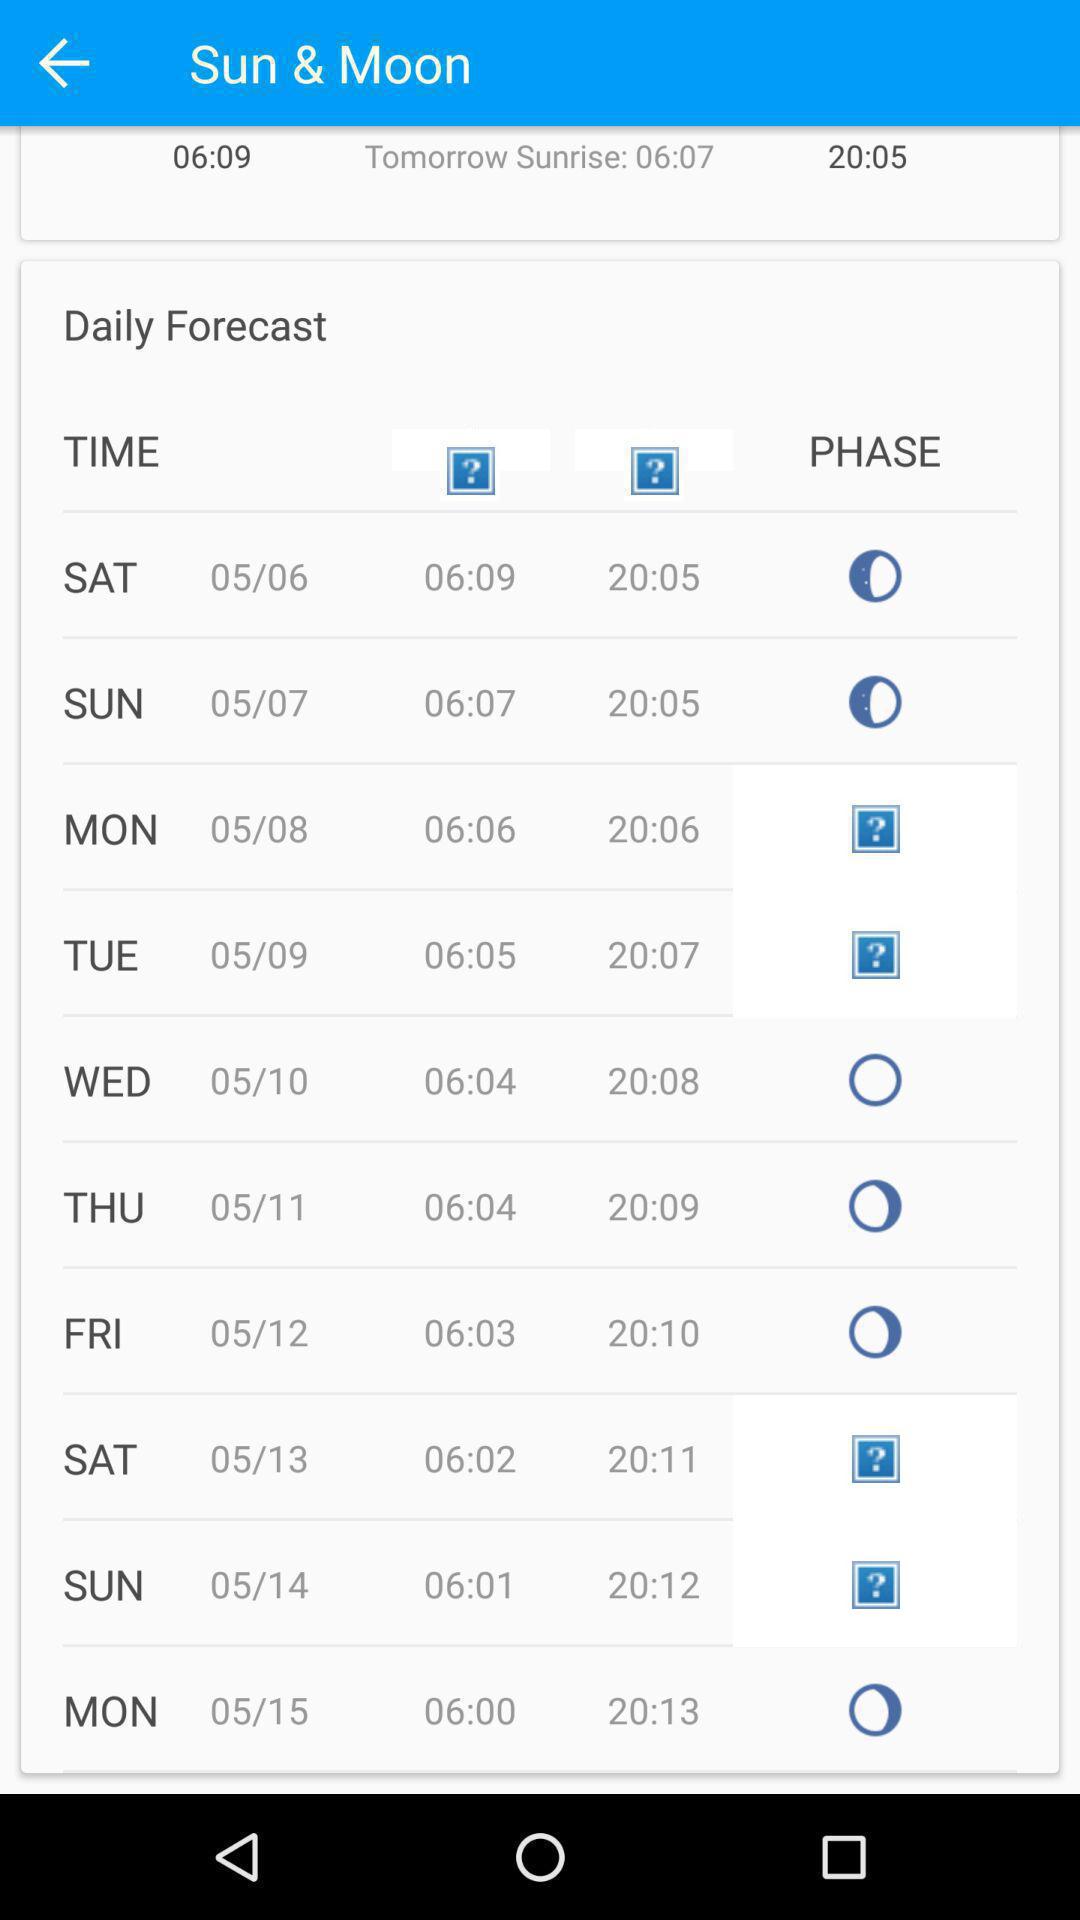 Sun & Moon
06:09 Tomorrow Sunrise: 06:07 20:05
Daily Forecast
TIME ? ? PHASE
SAT 05/06 06:09 20:05
SUN 05/07 06:07 20:05
MON 05/08 06:06 20:06 ?
TUE 05/09 06:05 20:07 ?
WED 05/10 06:04 20:08
THU 05/11 06:04 20:09
FRI 05/12 06:03 20:10
SAT 05/13 06:02 20:11 ?
SUN 05/14 06:01 20:12 ?
MON 05/15 06:00 20:13